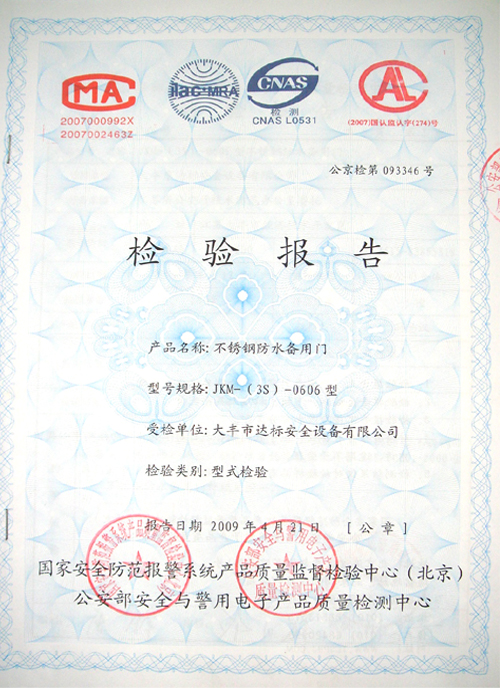 CMA
ilac-MRA
CNAS
CAL
2007000992X
2007002463Z
检 测
CNAS L0531
(2007)国认监认字(274)号
公京检第 093346 号
检 验 报 告
产品名称: 不锈钢防水备用门
型号规格: JKM-(3S)-0606 型
受检单位: 大丰市达标安全设备有限公司
检验类别: 型式检验
报告日期 2009 年 4 月 21 日 [ 公 章 ]
国家安全防范报警系统产品质量监督检验中心(北京)
公安部安全与警用电子产品质量检测中心